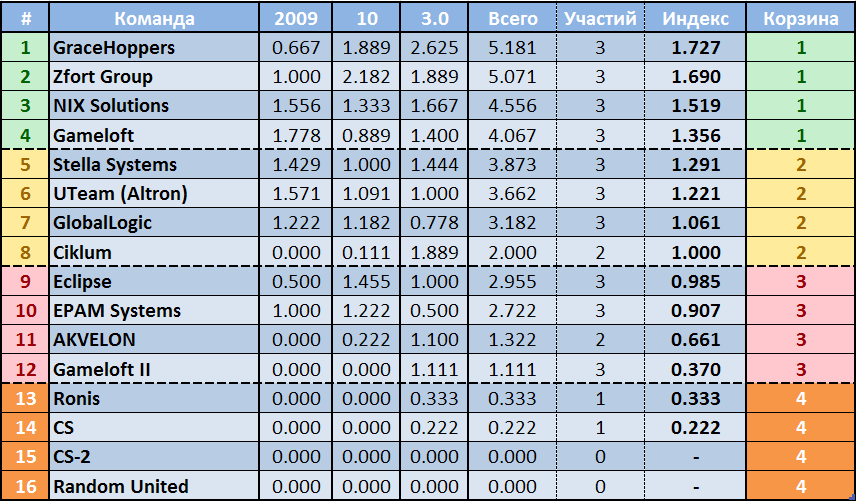 # Команда 2009 10 3.0 Всего Участий Индекс Корзина
1 GraceHoppers 0.667 1.889 2.625 5.181 3 1.727 1
2 Zfort Group 1.000 2.182 1.889 5.071 3 1.690 1
3 NIX Solutions 1.556 1.333 1.667 4.556 3 1.519 1
4 Gameloft 1.778 0.889 1.400 4.067 3 1.356 1
5 Stella Systems 1.429 1.000 1.444 3.873 3 1.291 2
6 UTeam (Altron) 1.571 1.091 1.000 3.662 3 1.221 2
7 GlobalLogic 1.222 1.182 0.778 3.182 3 1.061 2
8 Ciklum 0.000 0.111 1.889 2.000 2 1.000 2
9 Eclipse 0.500 1.455 1.000 2.955 3 0.985 3
10 EPAM Systems 1.000 1.222 0.500 2.722 3 0.907 3
11 AKVELON 0.000 0.222 1.100 1.322 2 0.661 3
12 Gameloft II 0.000 0.000 1.111 1.111 3 0.370 3
13 Ronis 0.000 0.000 0.333 0.333 1 0.333 4
14 CS 0.000 0.000 0.222 0.222 1 0.222 4
15 CS-2 0.000 0.000 0.000 0.000 0 - 4
16 Random United 0.000 0.000 0.000 0.000 0 - 4